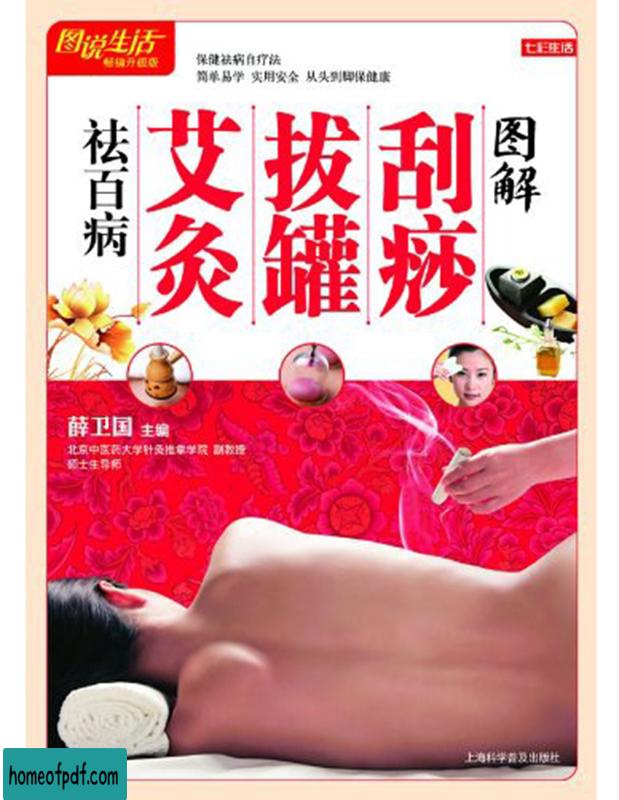 图说生活
畅销升级版
七彩生活
保健祛病自疗法
简单易学 实用安全 从头到脚保健康
图解
刮痧
拔罐
艾灸
祛百病
薛卫国 主编
北京中医药大学针灸推拿学院 副教授
硕士生导师
上海科学普及出版社
homeofpdf.com